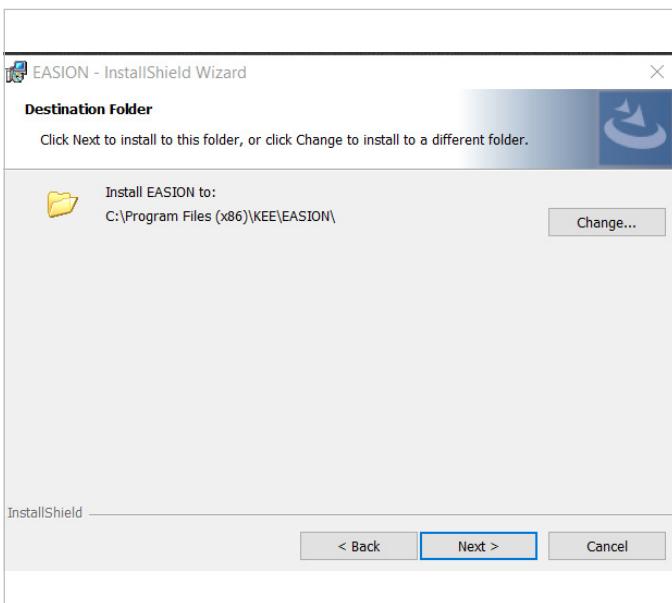 EASION - InstallShield Wizard
Destination Folder
Click Next to install to this folder, or click Change to install to a different folder.
Install EASION to:
C:\Program Files (x86)\KEE\EASION\
Change...
InstallShield
< Back
Next >
Cancel